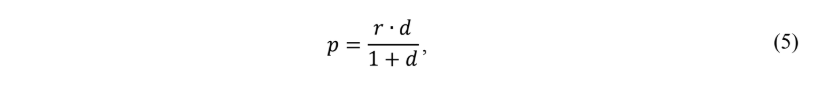 p = r · d / 1 + d, (5)